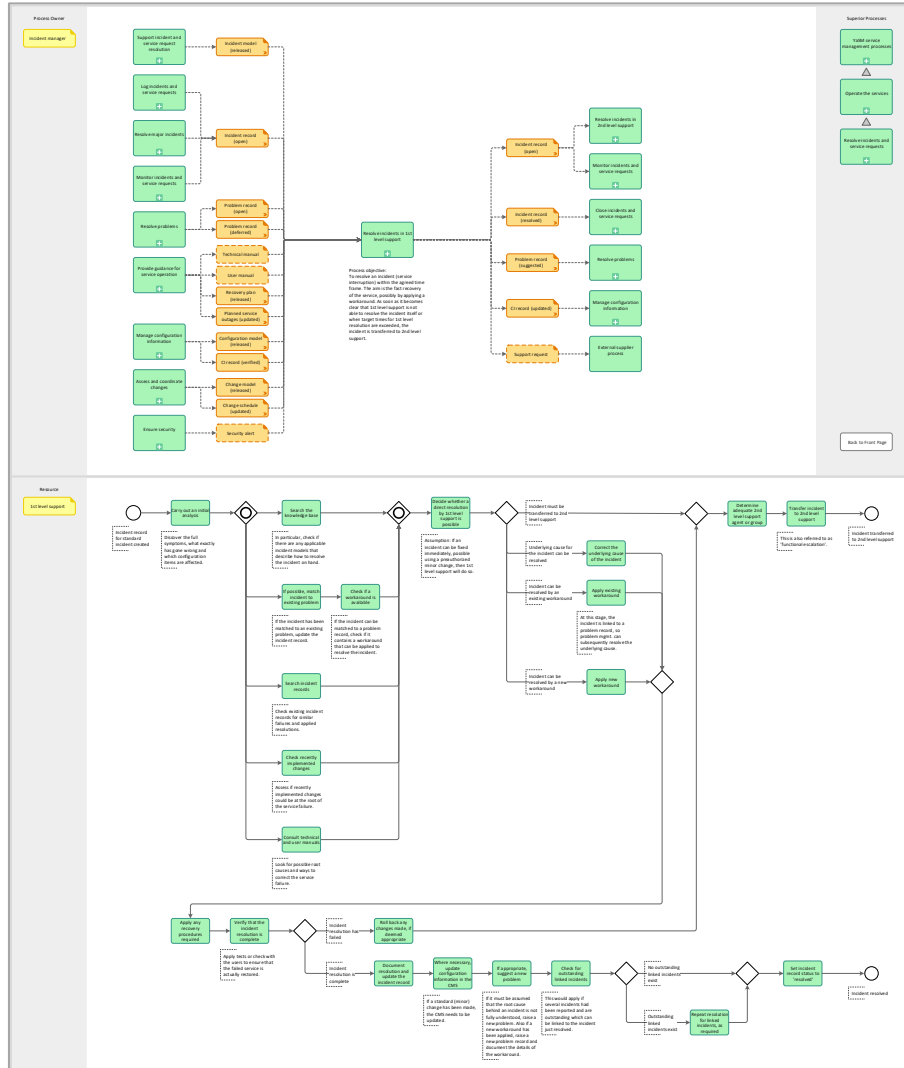 Process Owner
Incident manager
Support incident and
service request
resolution
Log incidents and
service requests
Resolve major incidents
Monitor incidents and
service requests
Resolve problems
Provide guidance for
service operation
Manage configuration
information
Assess and coordinate
changes
Ensure security
Incident model
(released)
Incident record
(open)
Problem record
(open)
Problem record
(deferred)
Technical manual
User manual
Recovery plan
(released)
Planned service
outages (updated)
Configuration model
(released)
CI record (verified)
Change model
(released)
Change schedule
(updated)
Security alert
Resolve incidents in 1st
level support
Process objective:
To resolve an incident (service
interruption) within the agreed time
frame. The aim is the fast recovery
of the service, possibly by applying a
workaround. As soon as it becomes
clear that 1st level support is not
able to resolve the incident itself or
when target times for 1st level
resolution are exceeded, the
incident is transferred to 2nd level
support.
Incident record
(open)
Incident record
(resolved)
Problem record
(suggested)
CI record (updated)
Support request
Resolve incidents in
2nd level support
Monitor incidents and
service requests
Close incidents and
service requests
Resolve problems
Manage configuration
information
External supplier
process
Superior Processes
YaSM service
management processes
Operate the services
Resolve incidents and
service requests
Back to Front Page
Resource
1st level support
Incident record
for standard
incident created
Carry out an initial
analysis
Discover the full
symptoms, what exactly
has gone wrong and
which configuration
items are affected.
Search the
knowledge base
In particular, check if
there are any applicable
incident models that
describe how to resolve
the incident on hand.
If possible, match
incident to
existing problem
If the incident has been
matched to an existing
problem, update the
incident record.
Check if a
workaround is
available
If the incident can be
matched to a problem
record, check if it
contains a workaround
that can be applied to
resolve the incident.
Search incident
records
Check existing incident
records for similar
failures and applied
resolutions.
Check recently
implemented
changes
Assess if recently
implemented changes
could be at the root of
the service failure.
Consult technical
and user manuals
Look for possible root
causes and ways to
correct the service
failure.
Decide whether a
direct resolution
by 1st level
support is
possible
Assumption: If an
incident can be fixed
immediately, possible
using a preauthorized
minor change, then 1st
level support will do so.
Incident must be
transferred to 2nd level
support
Underlying cause for
the incident can be
resolved
Correct the
underlying cause
of the incident
Incident can be
resolved by an
existing workaround
Apply existing
workaround
At this stage, the
incident is linked to a
problem record, so
problem mgmt. can
subsequently resolve the
underlying cause.
Incident can be
resolved by a new
workaround
Apply new
workaround
Determine
adequate 2nd
level support
agent or group
Transfer incident
to 2nd level
support
This is also referred to as
'functional escalation'.
Incident transferred
to 2nd level support
Apply any
recovery
procedures
required
Verify that the
incident
resolution is
complete
Apply tests or check with
the users to ensure that
the failed service is
actually restored.
Incident
resolution has
failed
Roll back any
changes made, if
deemed
appropriate
Incident
resolution is
complete
Document
resolution and
update the
incident record
Where necessary,
update
configuration
information in the
CMS
If a standard (minor)
change has been made,
the CMS needs to be
updated.
If appropriate,
suggest a new
problem
If it must be assumed that
the root cause
behind an incident is not
fully understood, raise a
new problem. Also if a
new workaround has
been applied, raise a
new problem record and
document the details of
the workaround.
Check for
outstanding
linked incidents
This would apply if
several incidents had
been reported and are
outstanding which can
be linked to the incident
just resolved.
No outstanding
linked incidents
exist
Outstanding
linked
incidents exist
Repeat resolution
for linked
incidents, as
required
Set incident
record status to
'resolved'
Incident resolved